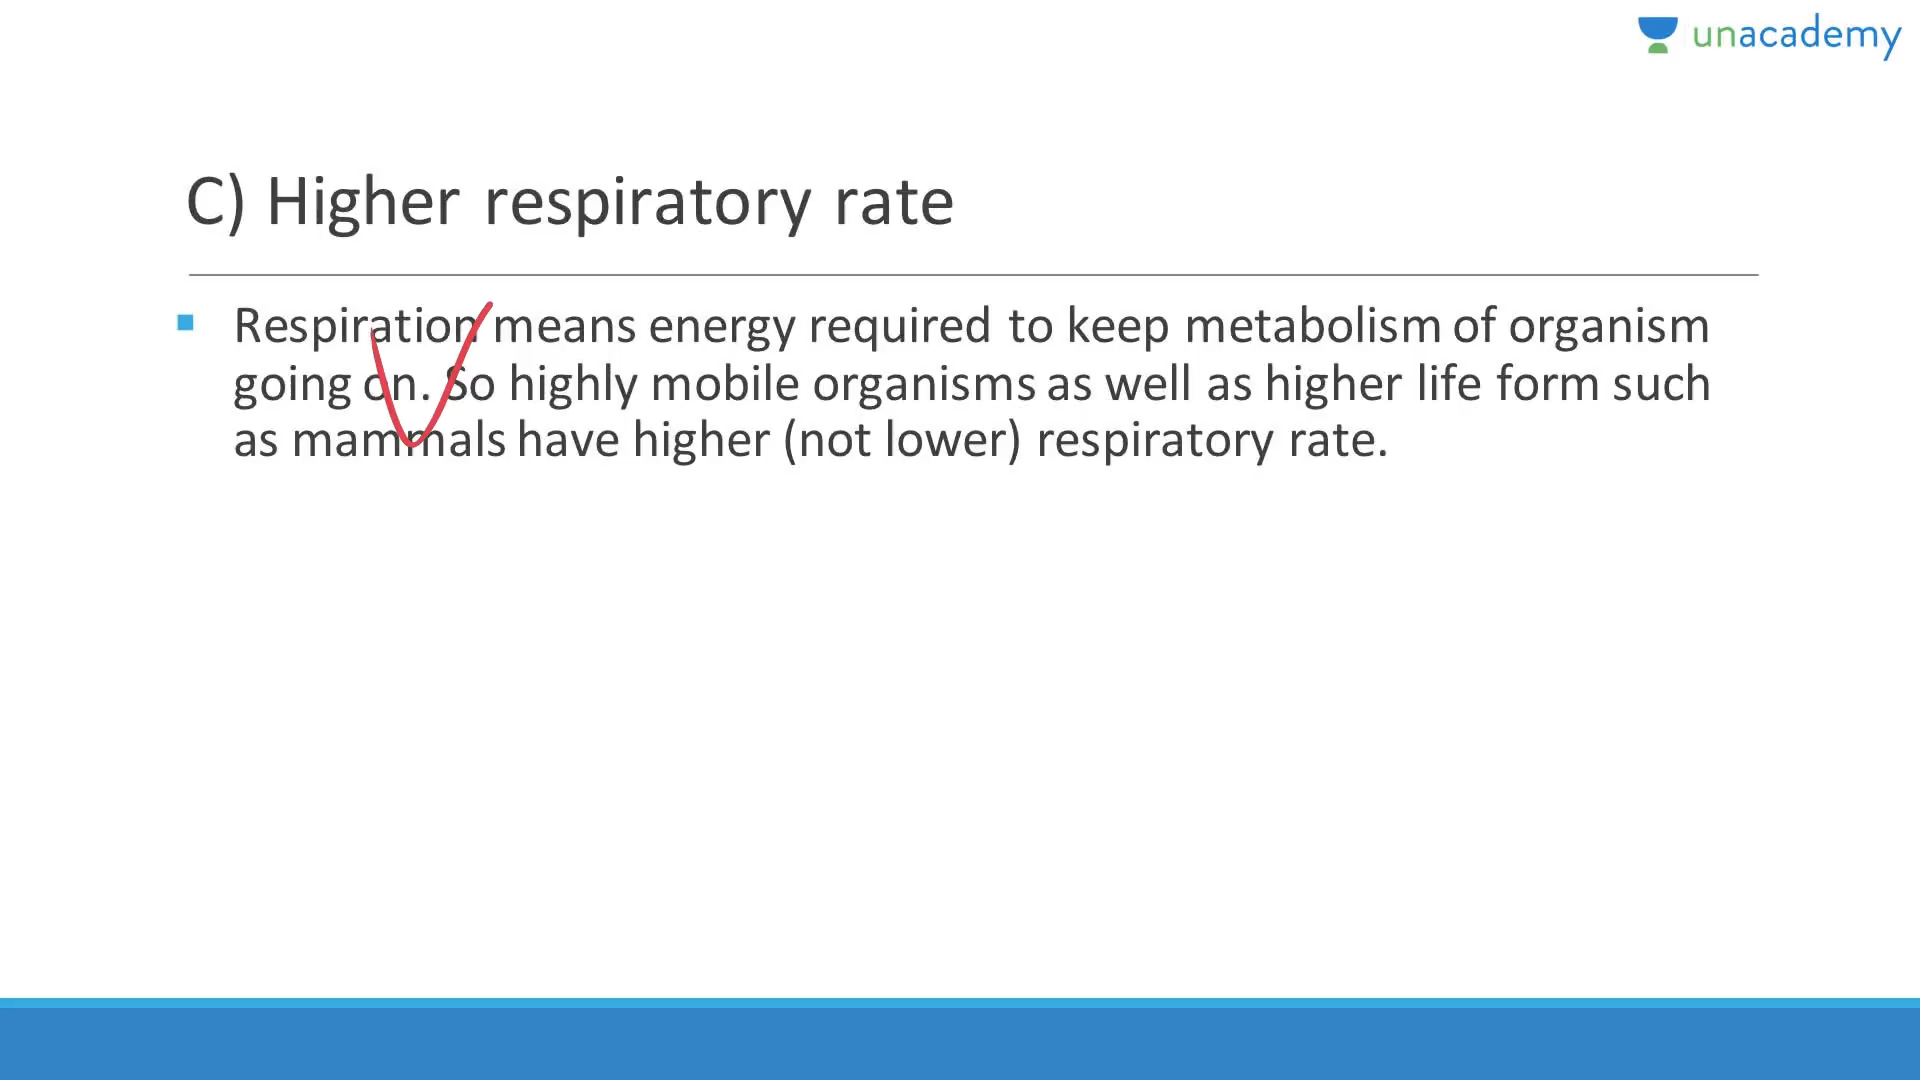 unacademy
C) Higher respiratory rate
Respiration means energy required to keep metabolism of organism
going on. So highly mobile organisms as well as higher life form such
as mammals have higher (not lower) respiratory rate.